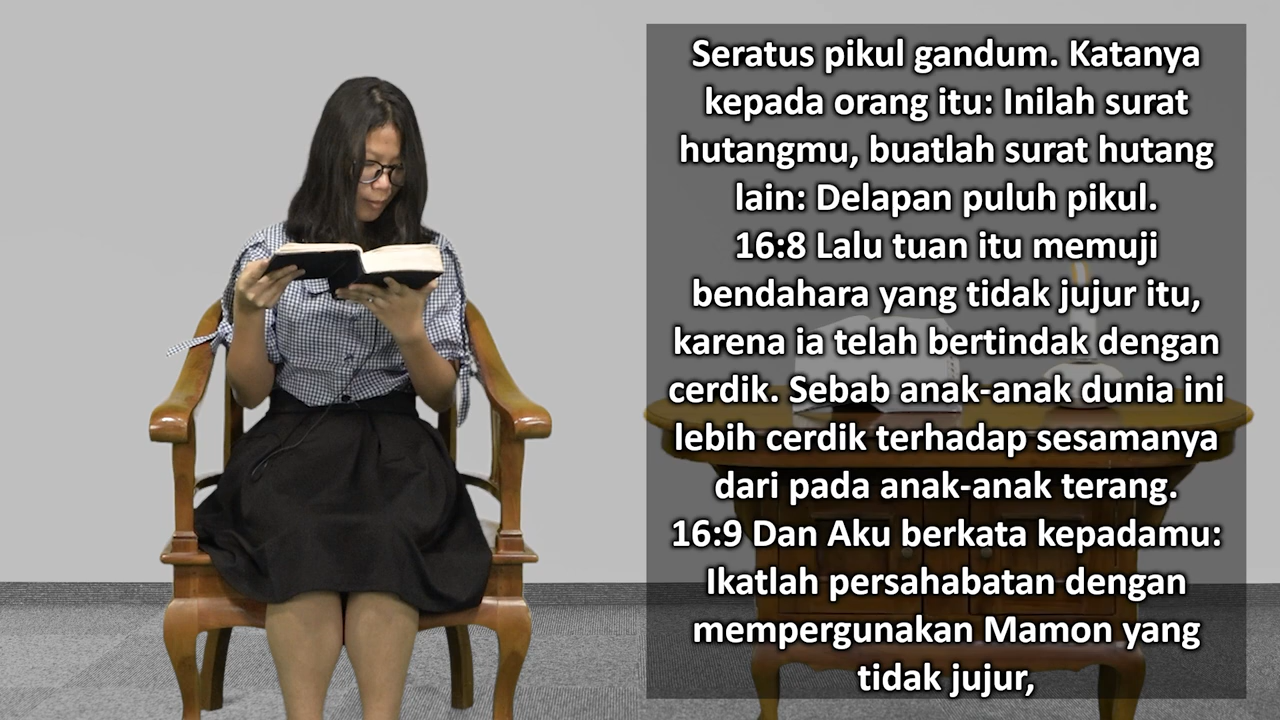 Seratus pikul gandum. Katanya
kepada orang itu: Inilah surat
hutangmu, buatlah surat hutang
lain: Delapan puluh pikul.
16:8 Lalu tuan itu memuji
bendahara yang tidak jujur itu,
karena ia telah bertindak dengan
cerdik. Sebab anak-anak dunia ini
lebih cerdik terhadap sesamanya
dari pada anak-anak terang.
16:9 Dan Aku berkata kepadamu:
Ikatlah persahabatan dengan
mempergunakan Mamon yang
tidak jujur,